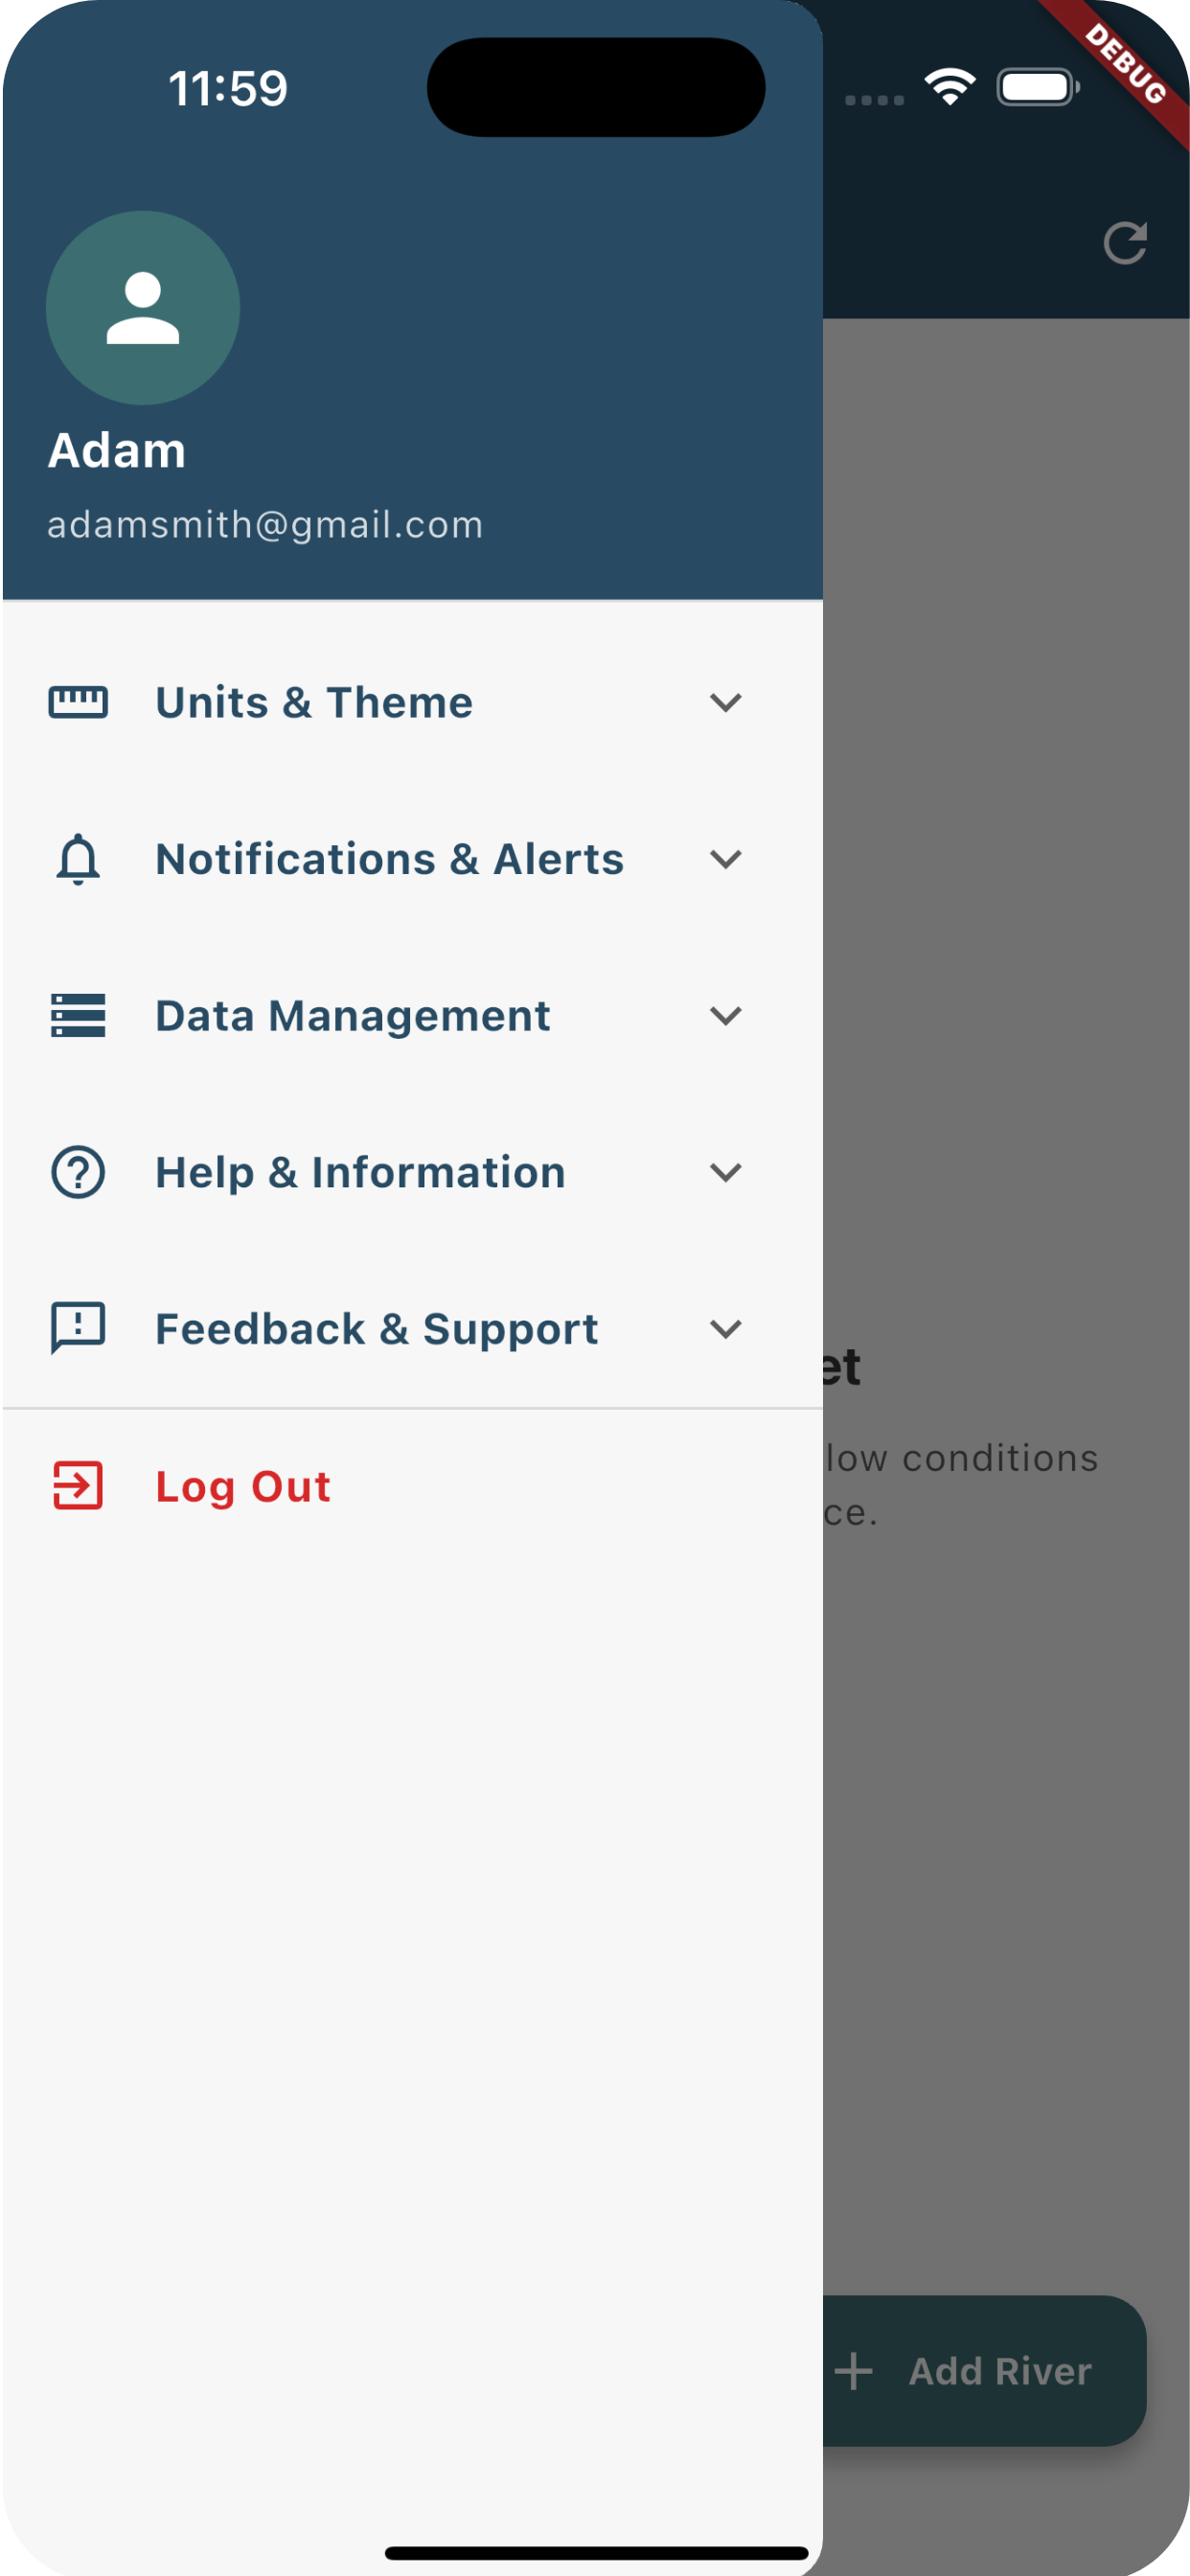 11:59
DEBUG
Adam
adamsmith@gmail.com
Units & Theme
Notifications & Alerts
Data Management
Help & Information
Feedback & Support
et
low conditions
ce.
Log Out
Add River